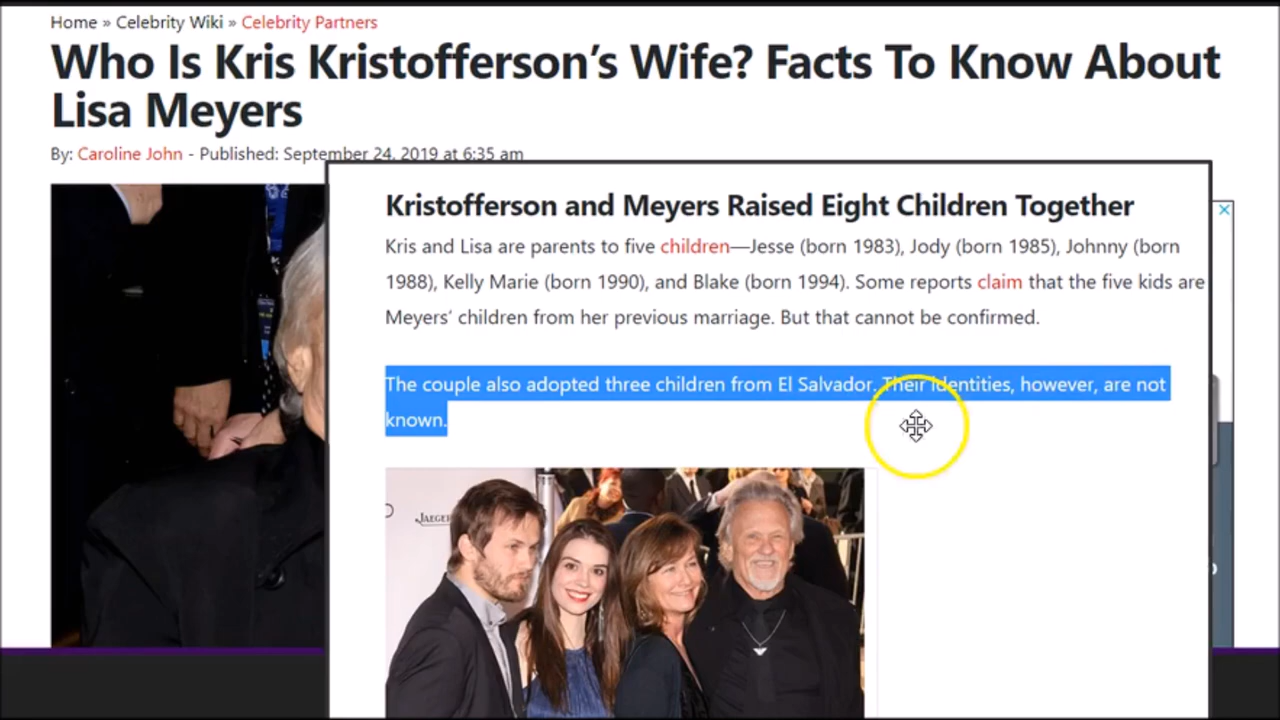 Home » Celebrity Wiki » Celebrity Partners
Who Is Kris Kristofferson’s Wife? Facts To Know About
Lisa Meyers
By: Caroline John - Published: September 24, 2019 at 6:35 am
Kristofferson and Meyers Raised Eight Children Together
Kris and Lisa are parents to five children—Jesse (born 1983), Jody (born 1985), Johnny (born
1988), Kelly Marie (born 1990), and Blake (born 1994). Some reports claim that the five kids are
Meyers’ children from her previous marriage. But that cannot be confirmed.
The couple also adopted three children from El Salvador. Their identities, however, are not
known.
JAEGER